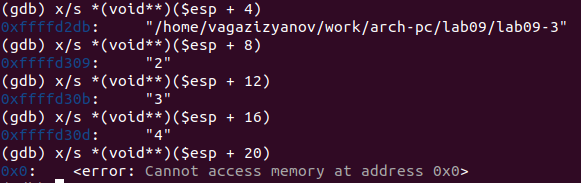 (gdb) x/s *(void**)($esp + 4)
0xffffd2db: "/home/vagazizyanov/work/arch-pc/lab09/lab09-3"
(gdb) x/s *(void**)($esp + 8)
0xffffd309: "2"
(gdb) x/s *(void**)($esp + 12)
0xffffd30b: "3"
(gdb) x/s *(void**)($esp + 16)
0xffffd30d: "4"
(gdb) x/s *(void**)($esp + 20)
0x0: <error: Cannot access memory at address 0x0>